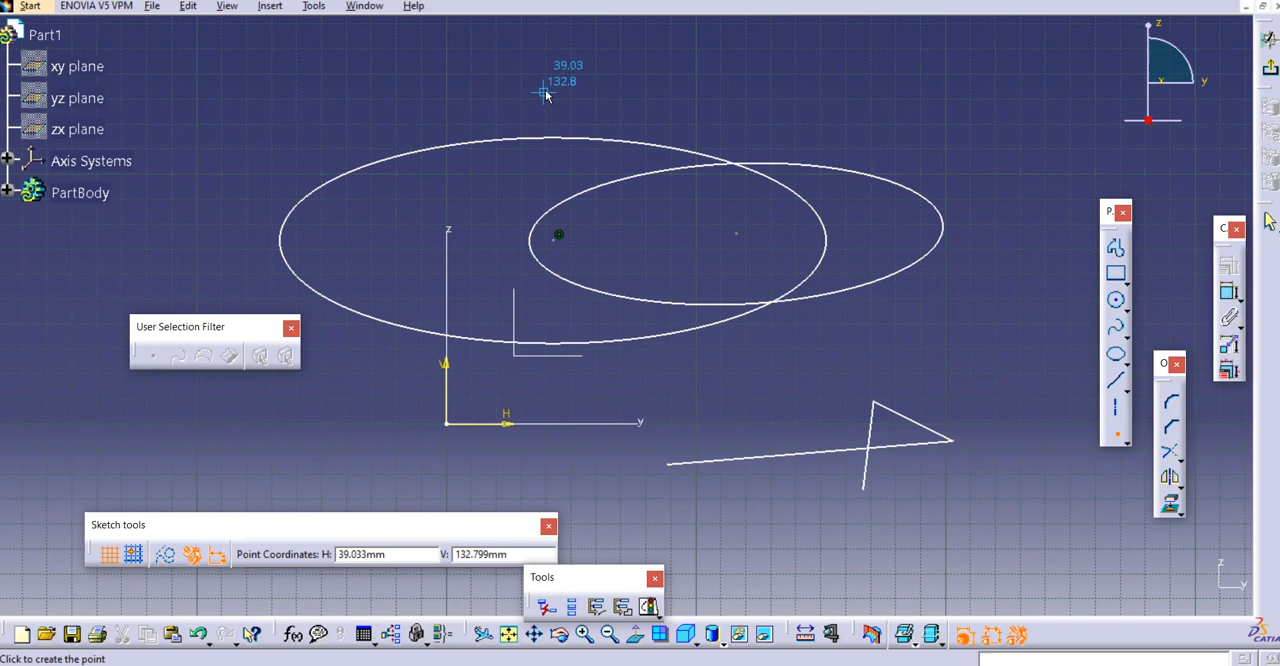 Start ENOVIA V5 VPM File Edit View Insert Tools Window Help
Part1
xy plane
yz plane
zx plane
Axis Systems
PartBody
39.03
132.8
z
x y
z
V
H
y
P.
C.
O
User Selection Filter
Sketch tools
Point Coordinates: H: 39.033mm V: 132.799mm
Tools
z
y
f(x)
CATIA
Click to create the point